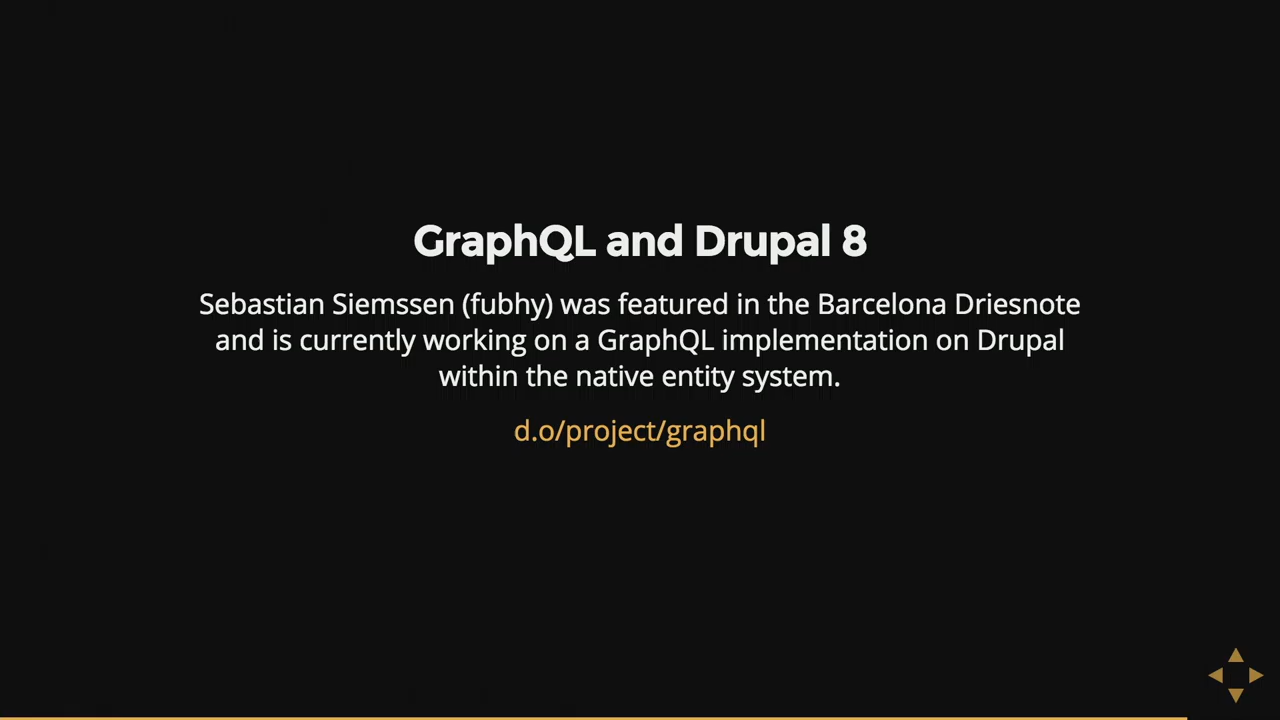 GraphQL and Drupal 8
Sebastian Siemssen (fubhy) was featured in the Barcelona Driesnote
and is currently working on a GraphQL implementation on Drupal
within the native entity system.
d.o/project/graphql